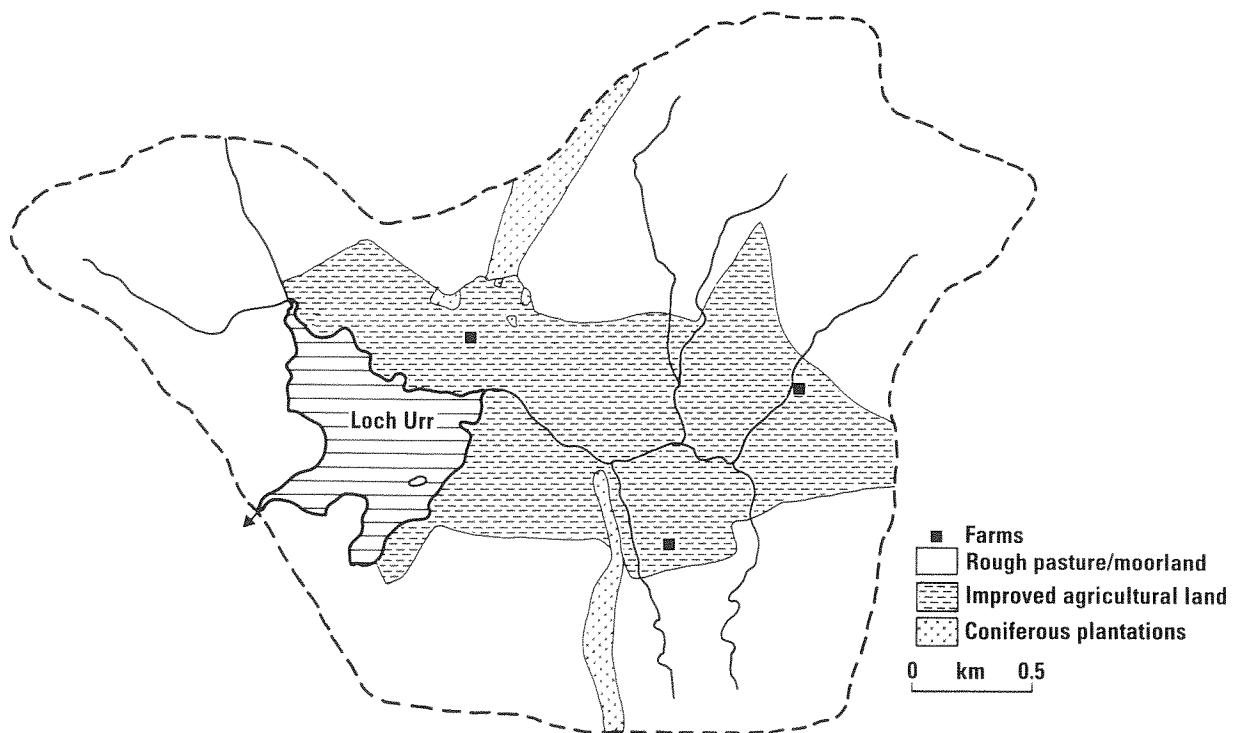 Loch Urr
Farms
Rough pasture/moorland
Improved agricultural land
Coniferous plantations
0 km 0.5